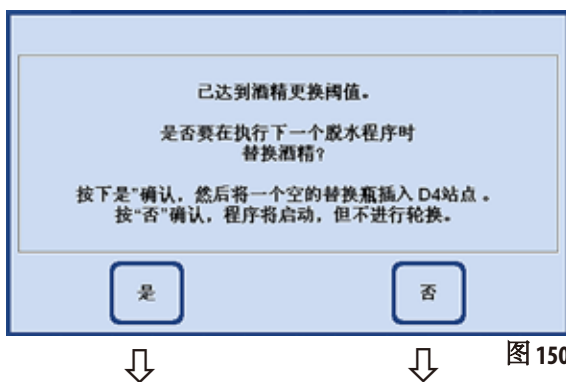 已达到酒精更换阈值。
是否要在执行下一个脱水程序时
替换酒精?
按下是"确认，然后将一个空的替换瓶插入 D4站点 。
按"否"确认，程序将启动，但不进行轮换。
是
否
图 150